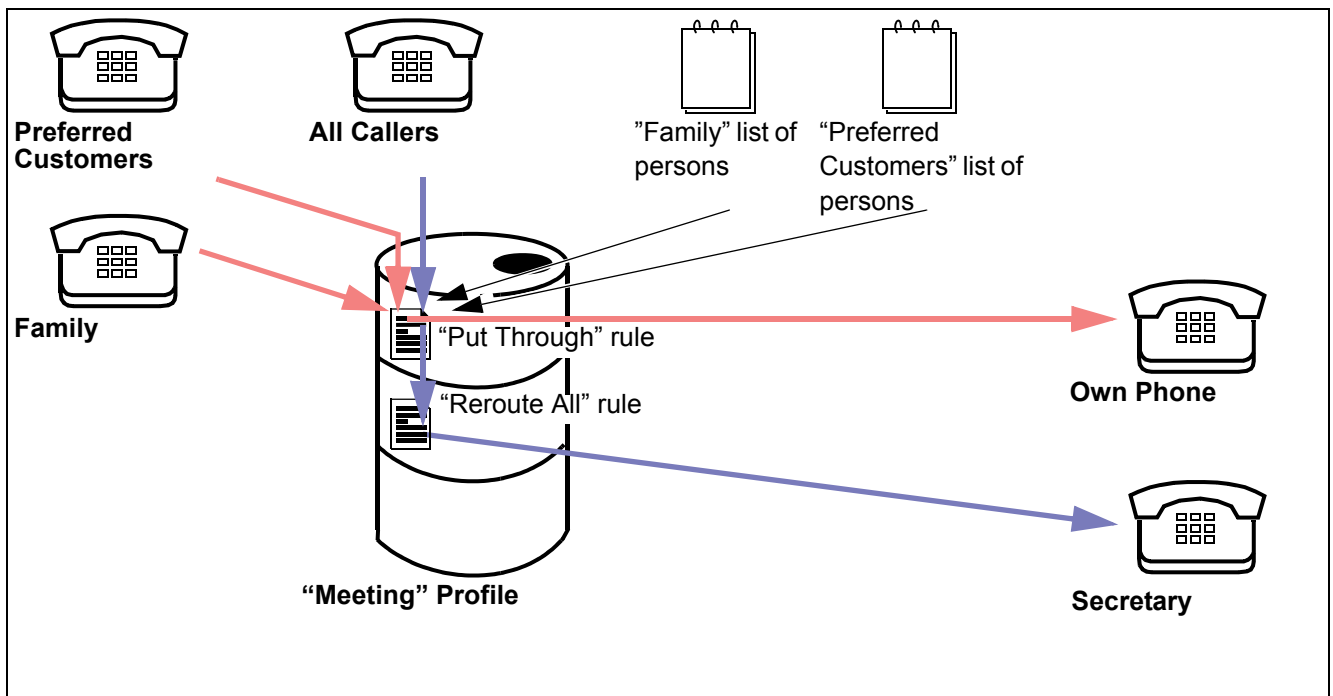 Preferred
Customers
All Callers
”Family” list of
persons
“Preferred
Customers” list of
persons
Family
“Put Through” rule
Own Phone
“Reroute All” rule
“Meeting” Profile
Secretary